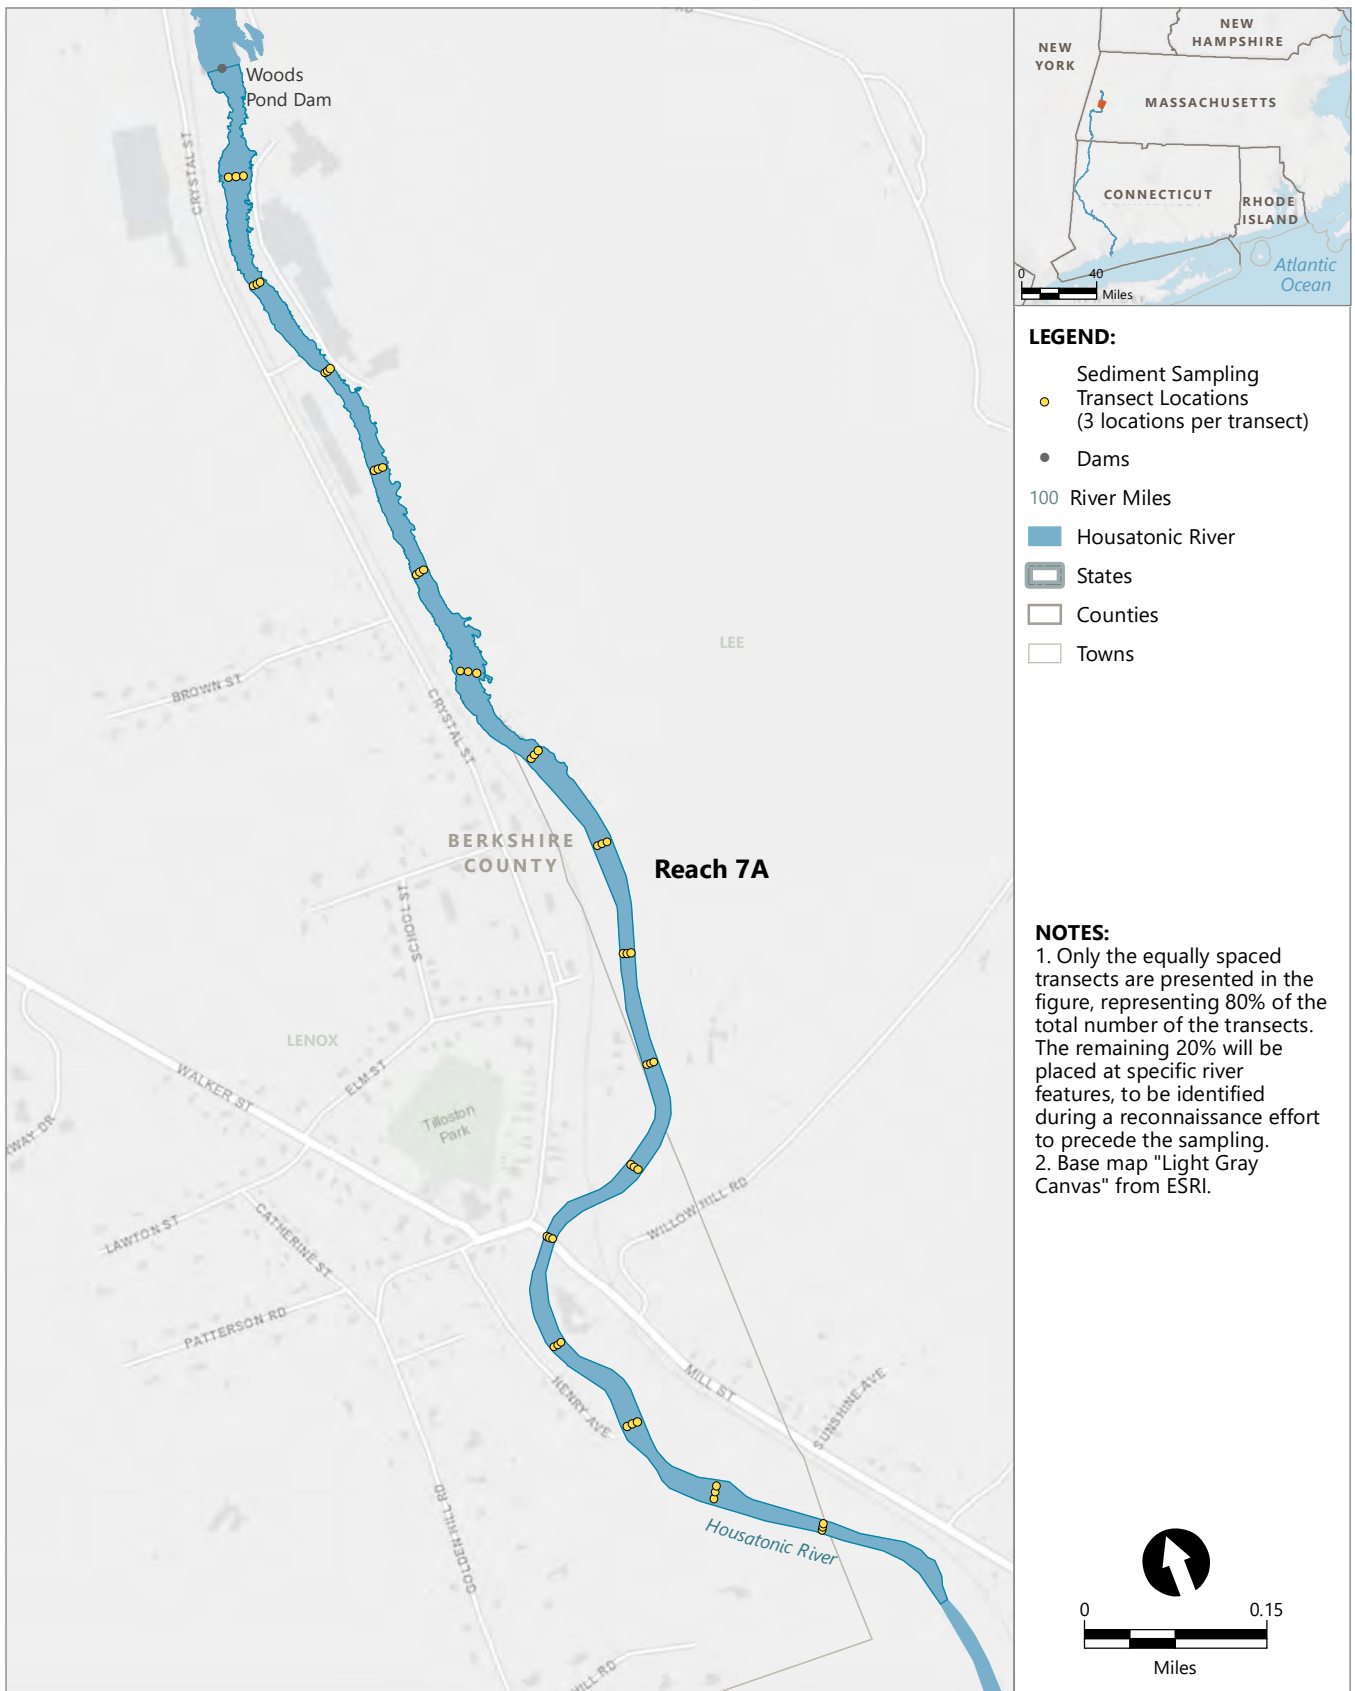 RD
Woods
Pond Dam
CRYSTAL ST
LEE
BROWN ST
CRYSTAL ST
BERKSHIRE
COUNTY
Reach 7A
SCHOOL ST
LENOX
ELM ST
WALKER ST
Tilloston
Park
KWAY DR
WILLOW HILL RD
LAWTON ST
CATHERINE ST
PATTERSON RD
MILL ST
HENRY AVE
SUNSHINE AVE
GOLDEN HILL RD
Housatonic River
HILL RD
NEW
HAMPSHIRE
NEW
YORK
MASSACHUSETTS
CONNECTICUT
RHODE
ISLAND
Atlantic
Ocean
0 40
Miles
LEGEND:
Sediment Sampling
Transect Locations
(3 locations per transect)
Dams
100 River Miles
Housatonic River
States
Counties
Towns
NOTES:
1. Only the equally spaced
transects are presented in the
figure, representing 80% of the
total number of the transects.
The remaining 20% will be
placed at specific river
features, to be identified
during a reconnaissance effort
to precede the sampling.
2. Base map "Light Gray
Canvas" from ESRI.
0 0.15
Miles